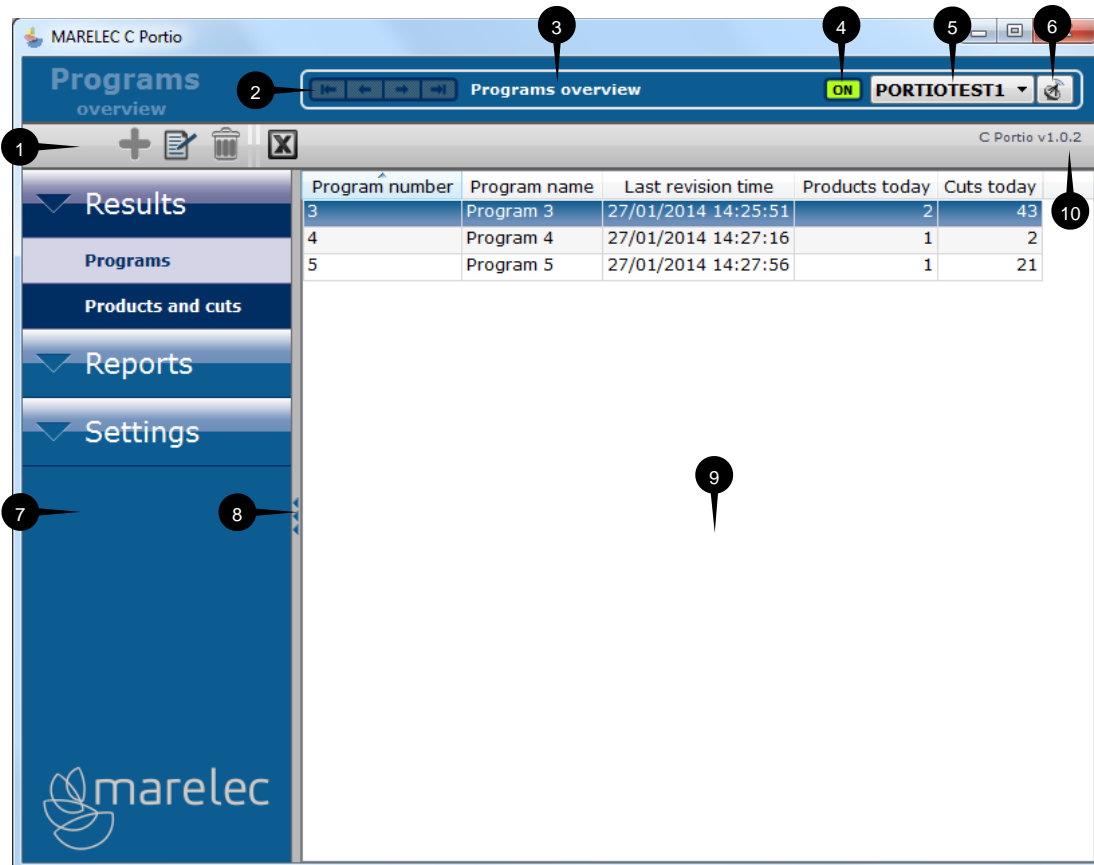 MARELEC C Portio
3
4
5
6
Programs
overview
2
Programs overview
ON
PORTIOTEST1
1
X
C Portio v1.0.2
10
Results
Programs
Products and cuts
Reports
Settings
Program number Program name Last revision time Products today Cuts today
3 Program 3 27/01/2014 14:25:51 2 43
4 Program 4 27/01/2014 14:27:16 1 2
5 Program 5 27/01/2014 14:27:56 1 21
9
7
8
marelec